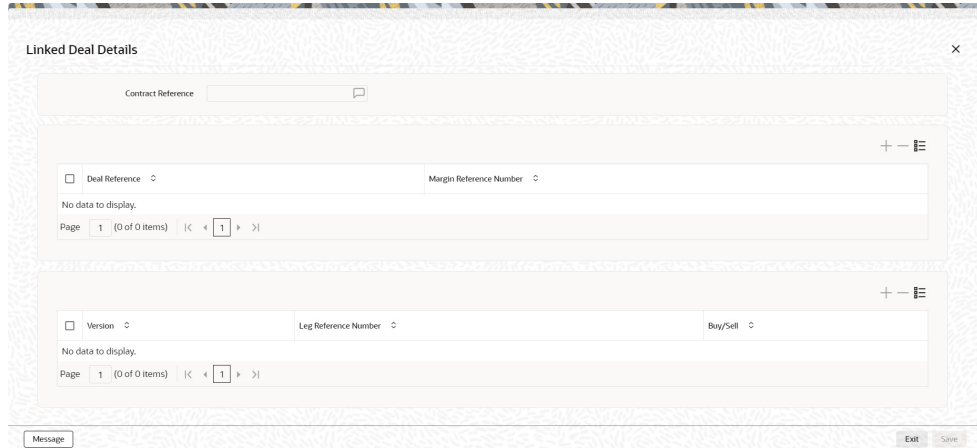 Linked Deal Details
Contract Reference
Deal Reference Margin Reference Number
No data to display.
Page 1 (0 of 0 items) 1
Version Leg Reference Number Buy/Sell
No data to display.
Page 1 (0 of 0 items) 1
Message Exit Save